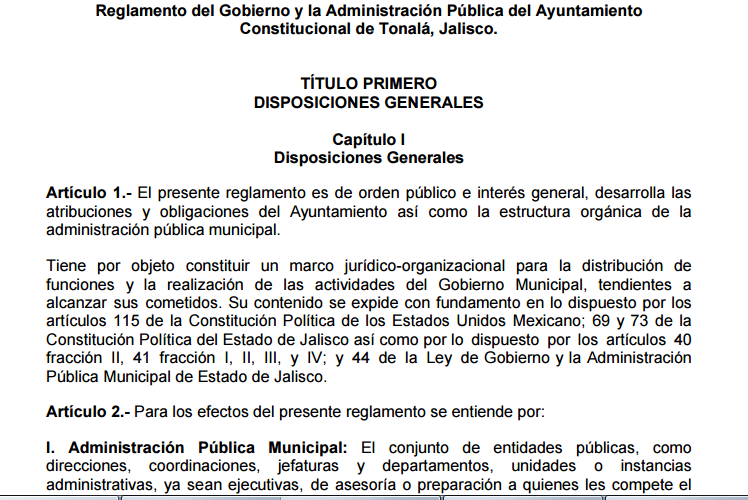 Reglamento del Gobierno y la Administración Pública del Ayuntamiento
Constitucional de Tonalá, Jalisco.
TÍTULO PRIMERO
DISPOSICIONES GENERALES
Capítulo I
Disposiciones Generales
Artículo 1.- El presente reglamento es de orden público e interés general, desarrolla las
atribuciones y obligaciones del Ayuntamiento así como la estructura orgánica de la
administración pública municipal.
Tiene por objeto constituir un marco jurídico-organizacional para la distribución de
funciones y la realización de las actividades del Gobierno Municipal, tendientes a
alcanzar sus cometidos. Su contenido se expide con fundamento en lo dispuesto por los
artículos 115 de la Constitución Política de los Estados Unidos Mexicano; 69 y 73 de la
Constitución Política del Estado de Jalisco así como por lo dispuesto por los artículos 40
fracción II, 41 fracción I, II, III, y IV; y 44 de la Ley de Gobierno y la Administración
Pública Municipal de Estado de Jalisco.
Artículo 2.- Para los efectos del presente reglamento se entiende por:
I. Administración Pública Municipal: El conjunto de entidades públicas, como
direcciones, coordinaciones, jefaturas y departamentos, unidades o instancias
administrativas, ya sean ejecutivas, de asesoría o preparación a quienes les compete el